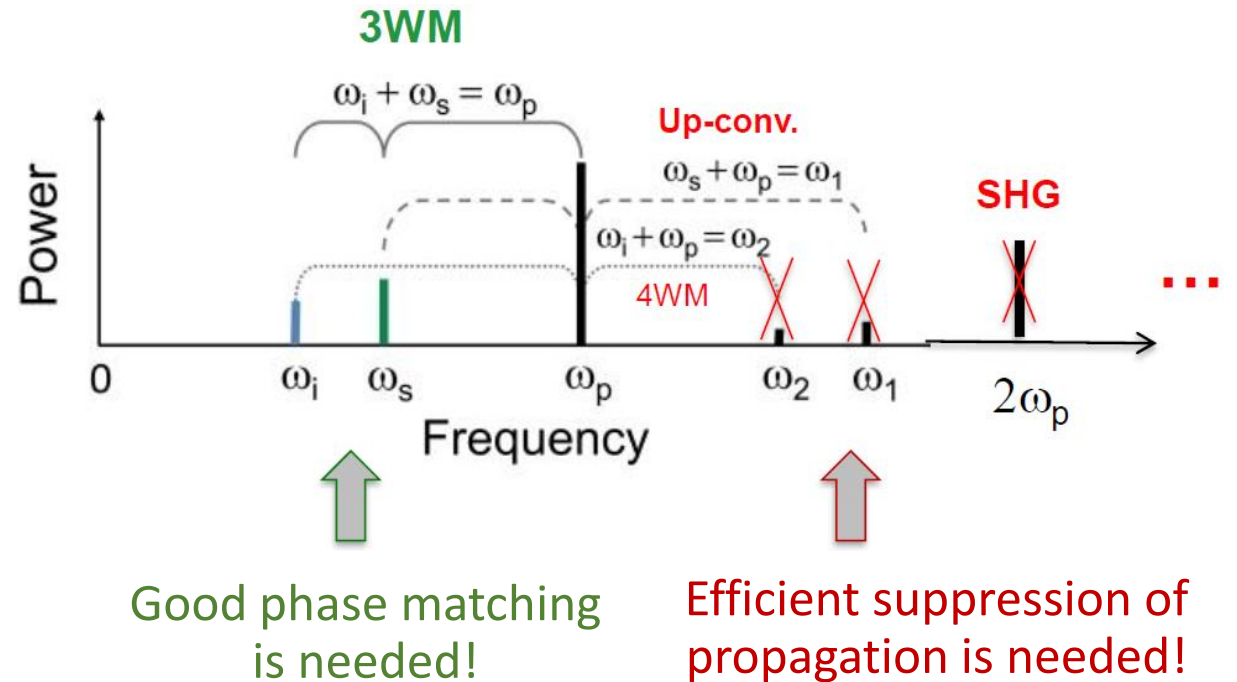 3WM
ωᵢ + ωₛ = ωₚ
Up-conv.
ωₛ + ωₚ = ω₁
SHG
ωᵢ + ωₚ = ω₂
4WM
...
Power
0
ωᵢ
ωₛ
ωₚ
ω₂
ω₁
2ωₚ
Frequency
Good phase matching
is needed!
Efficient suppression of
propagation is needed!